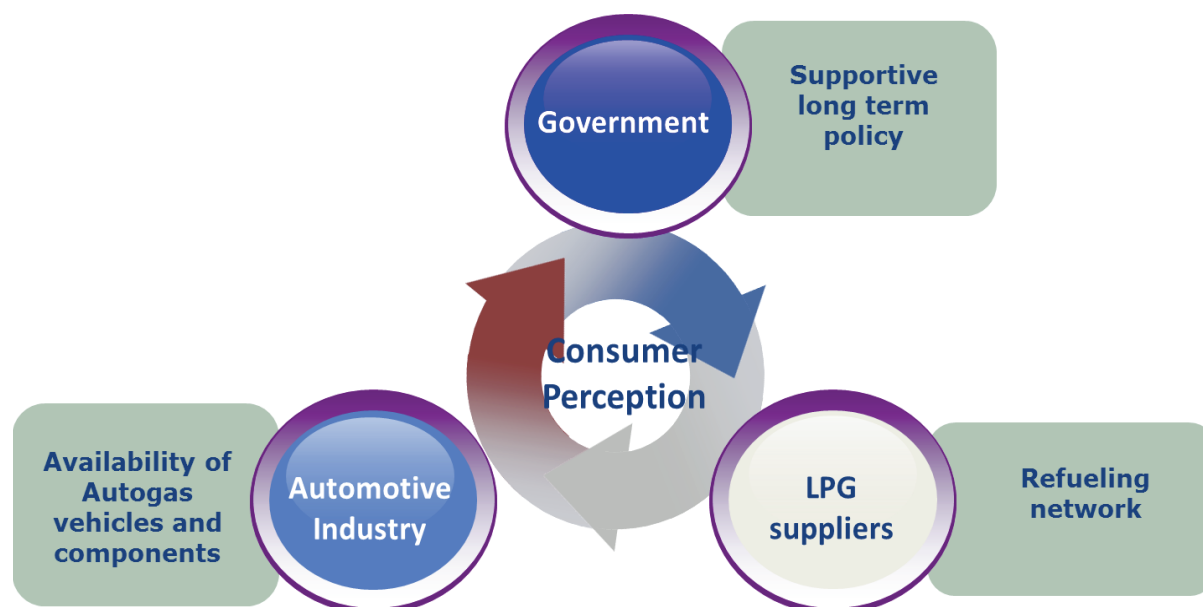 Government
Supportive
long term
policy
Consumer
Perception
Availability of
Autogas
vehicles and
components
Automotive
Industry
LPG
suppliers
Refueling
network